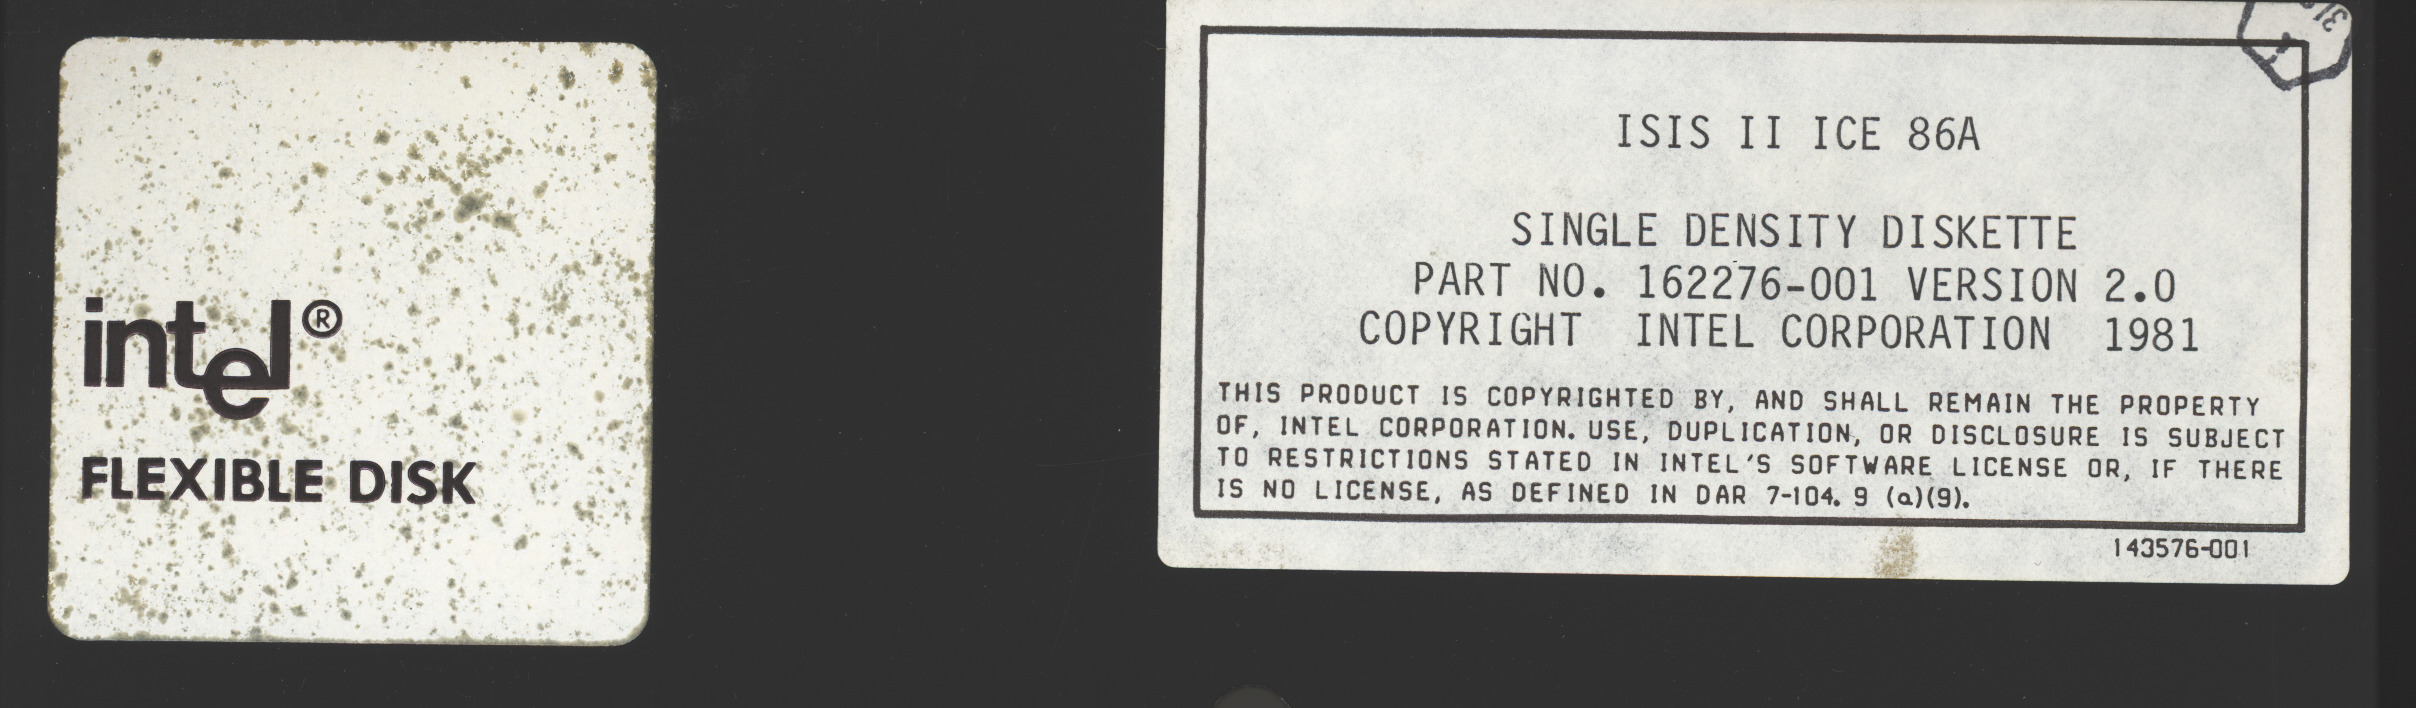 intel®
FLEXIBLE DISK
ISIS II ICE 86A
SINGLE DENSITY DISKETTE
PART NO. 162276-001 VERSION 2.0
COPYRIGHT INTEL CORPORATION 1981
THIS PRODUCT IS COPYRIGHTED BY, AND SHALL REMAIN THE PROPERTY
OF, INTEL CORPORATION. USE, DUPLICATION, OR DISCLOSURE IS SUBJECT
TO RESTRICTIONS STATED IN INTEL'S SOFTWARE LICENSE OR, IF THERE
IS NO LICENSE, AS DEFINED IN DAR 7-104. 9 (a)(9).
143576-001